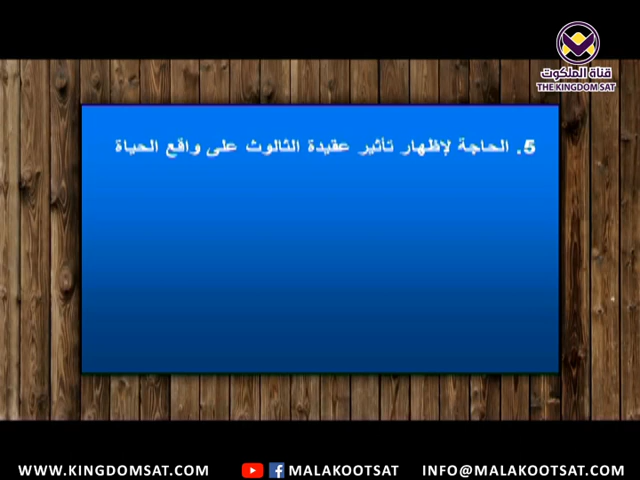 قناة الملكوت
THE KINGDOM SAT
5. الحاجة لإظهار تأثير عقيدة الثالوث على واقع الحياة
WWW.KINGDOMSAT.COM MALAKOOTSAT INFO@MALAKOOTSAT.COM